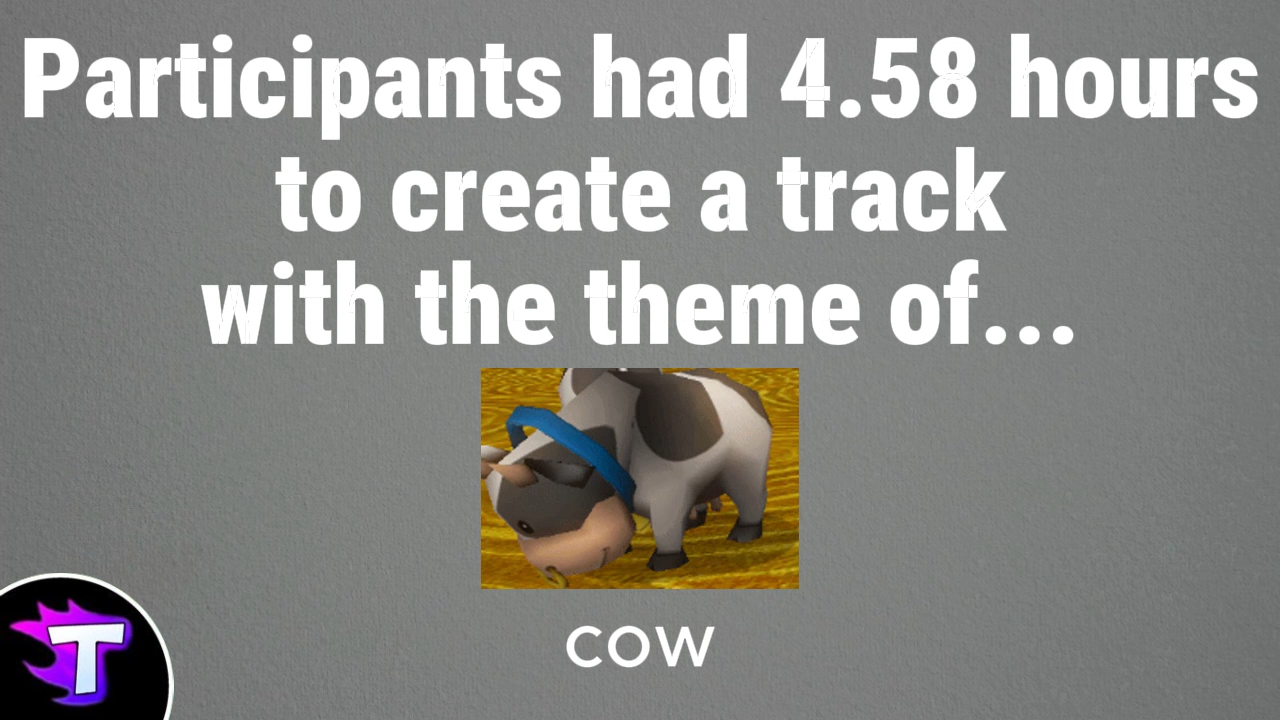 Participants had 4.58 hours
to create a track
with the theme of...
COW
T